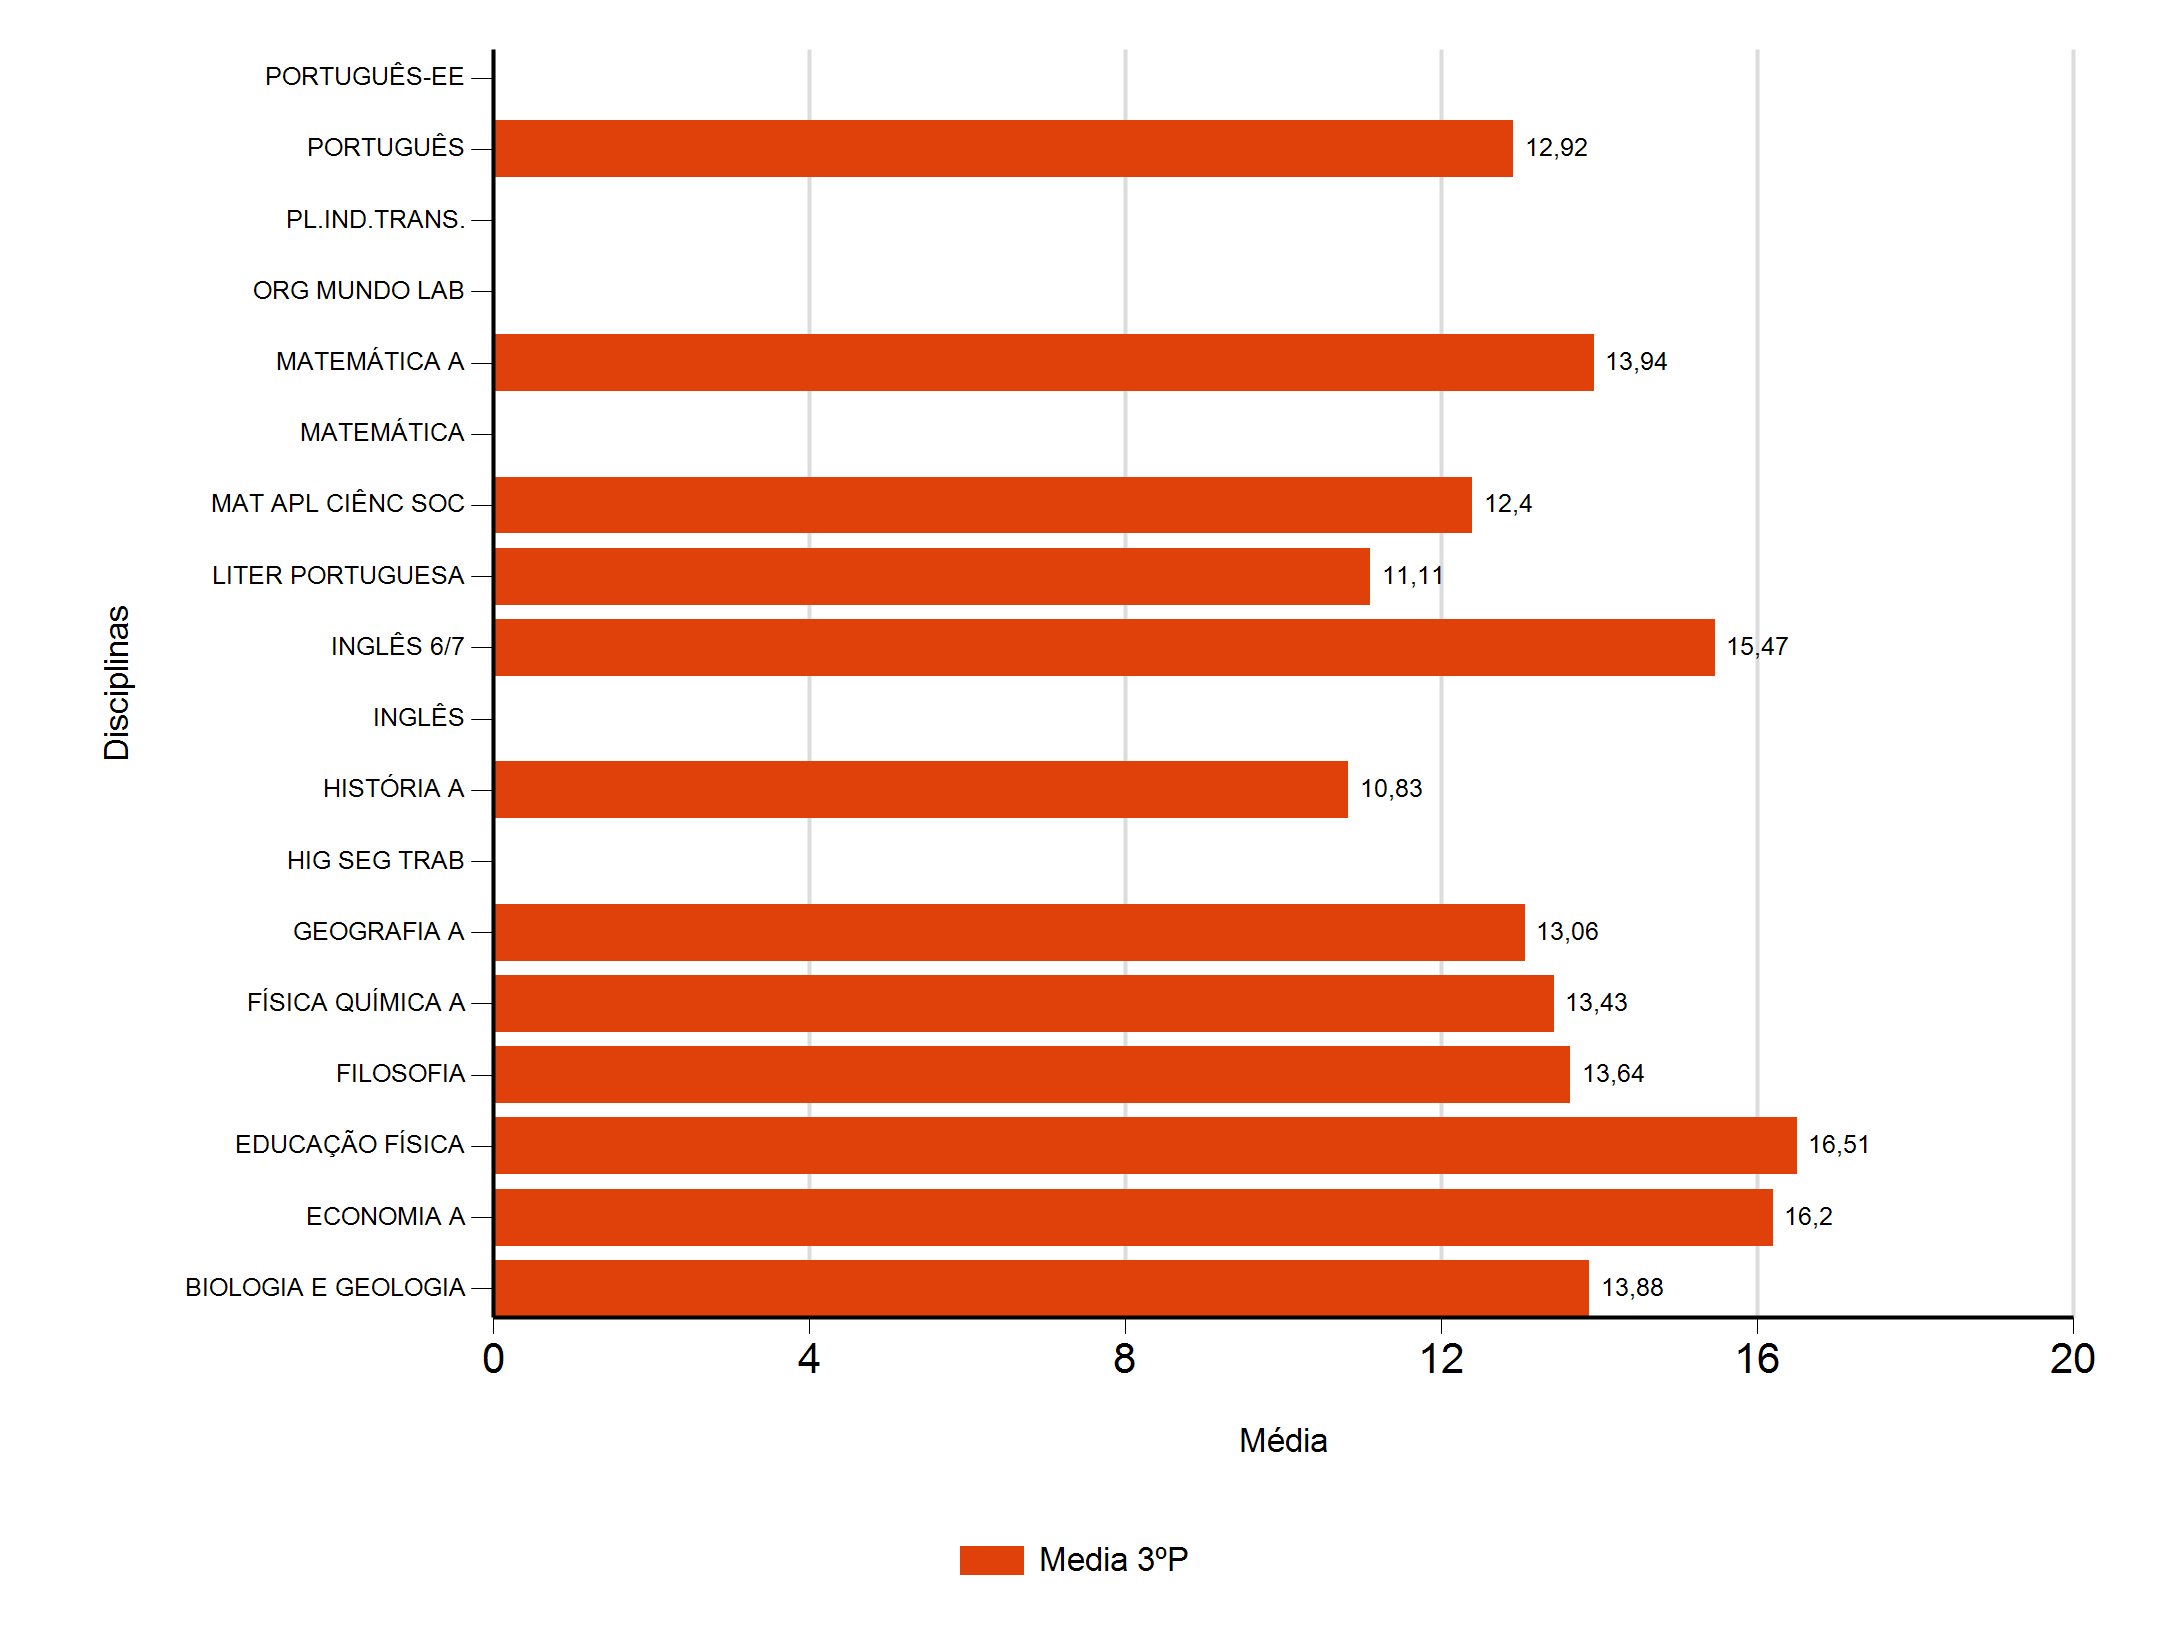 PORTUGUÊS-EE
PORTUGUÊS 12,92
PL.IND.TRANS.
ORG MUNDO LAB
MATEMÁTICA A 13,94
MATEMÁTICA
MAT APL CIÊNC SOC 12,4
LITER PORTUGUESA 11,11
INGLÊS 6/7 15,47
INGLÊS
HISTÓRIA A 10,83
HIG SEG TRAB
GEOGRAFIA A 13,06
FÍSICA QUÍMICA A 13,43
FILOSOFIA 13,64
EDUCAÇÃO FÍSICA 16,51
ECONOMIA A 16,2
BIOLOGIA E GEOLOGIA 13,88
Disciplinas
0 4 8 12 16 20
Média
Media 3ºP